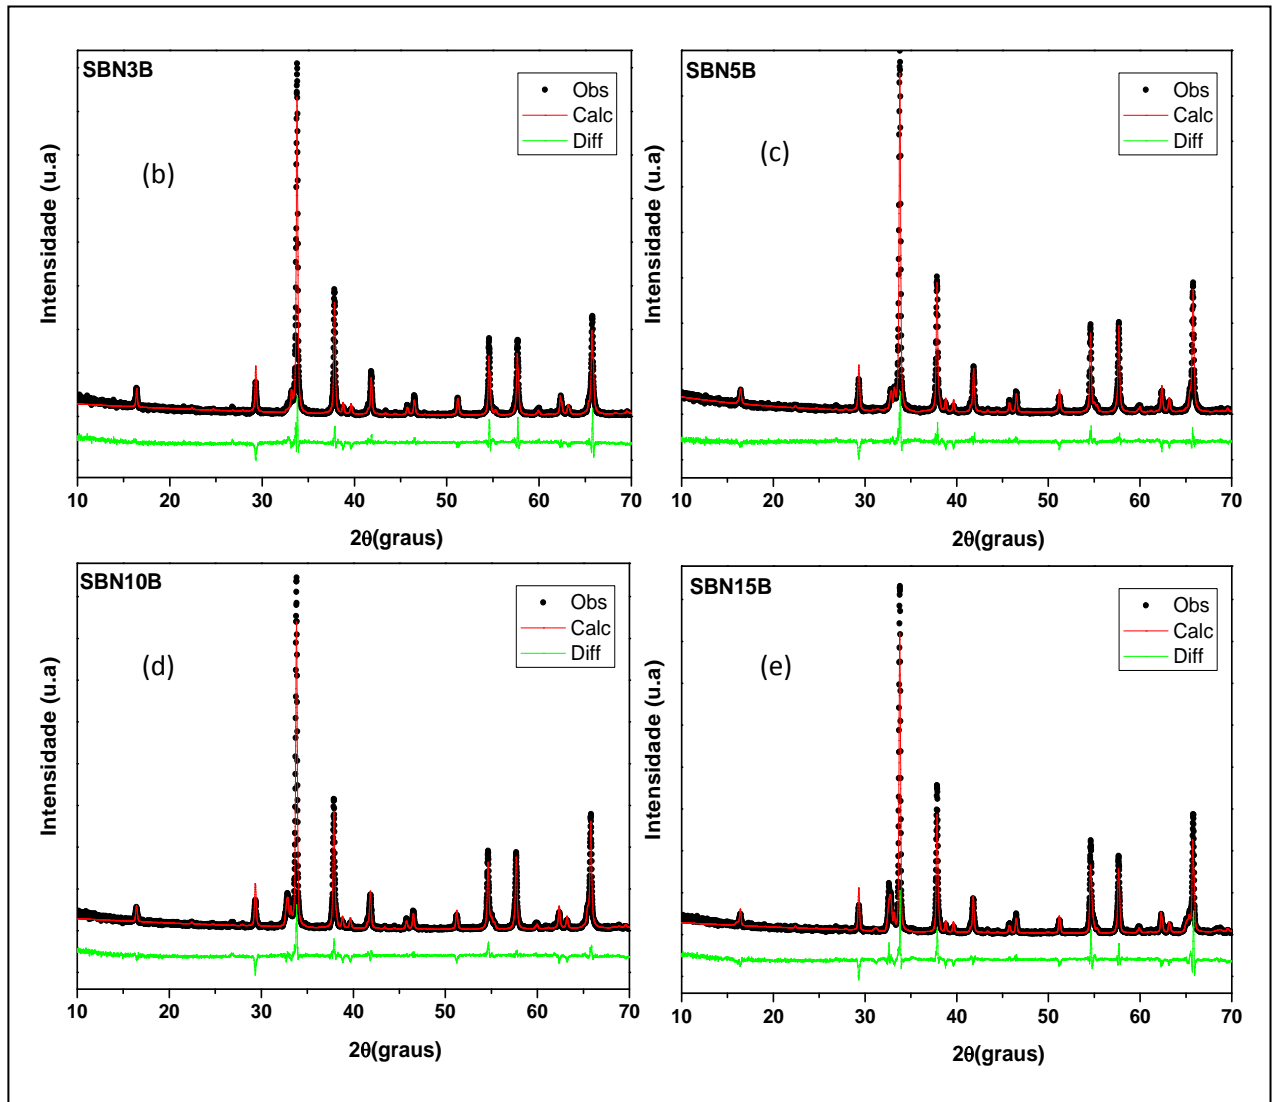 SBN3B
Obs
Calc
Diff
(b)
Intensidade (u.a)
10 20 30 40 50 60 70
2θ(graus)
SBN5B
Obs
Calc
Diff
(c)
Intensidade (u.a)
10 20 30 40 50 60 70
2θ(graus)
SBN10B
Obs
Calc
Diff
(d)
Intensidade (u.a)
10 20 30 40 50 60 70
2θ(graus)
SBN15B
Obs
Calc
Diff
(e)
Intensidade (u.a)
10 20 30 40 50 60 70
2θ(graus)